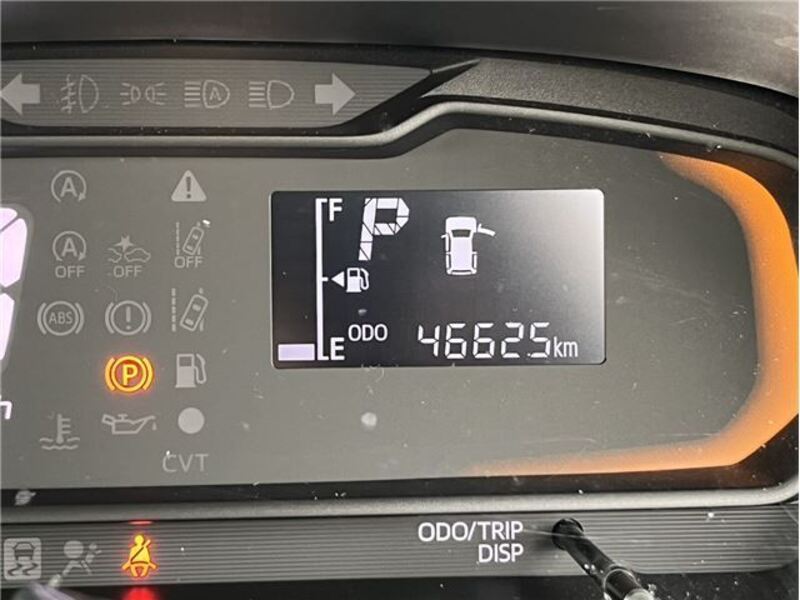 A
A
OFF
OFF
OFF
ABS
P
CVT
F
P
E
ODO 46625km
ODO/TRIP
DISP